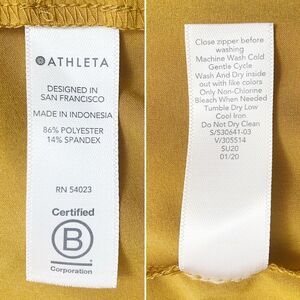 ATHLETA
DESIGNED IN
SAN FRANCISCO
MADE IN INDONESIA
86% POLYESTER
14% SPANDEX
RN 54023
Certified
B
Corporation
Close zipper before
washing
Machine Wash Cold
Gentle Cycle
Wash And Dry inside
out with like colors
Only Non-Chlorine
Bleach When Needed
Tumble Dry Low
Cool Iron
Do Not Dry Clean
S/530641-03
V/305514
SU20
01/20